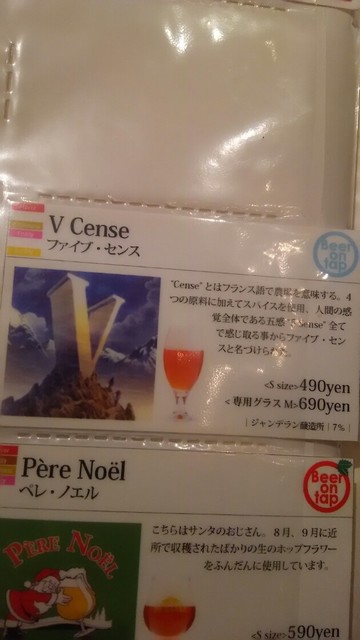 V Cense
ファイブ・センス
Beer
on
tap
"Cense"とはフランス語で農場を意味する。4
つの原料に加えてスパイスを使用。人間の感
覚全体である五感 "5 Sense" 全て
で感じ取る事からファイブ・セン
スと名づけられた。
<S size>490yen
<専用グラス M>690yen
| ジャンデラン醸造所 | 7% |
Père Noël
ペレ・ノエル
Beer
on
tap
PÈRE NOËL
こちらはサンタのおじさん。8月、9月に近
所で収穫されたばかりの生のホップフラワー
をふんだんに使用しています。
<S size>590yen